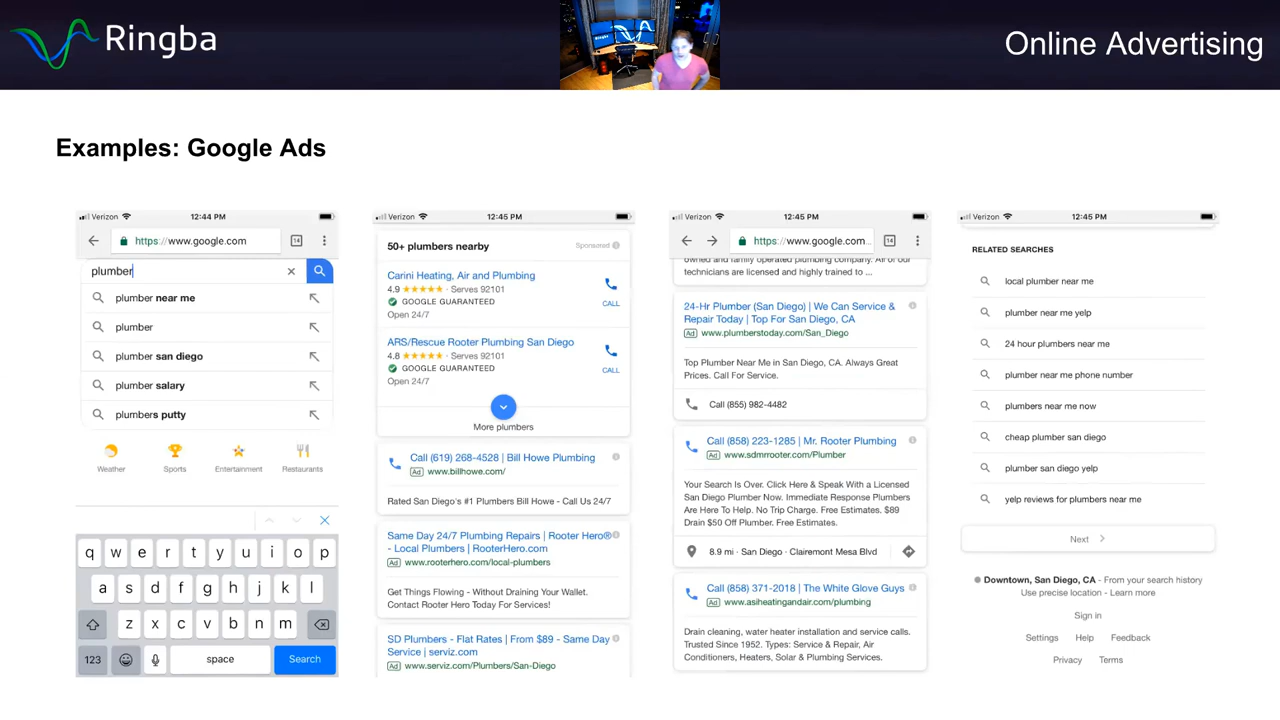 Ringba
Online Advertising
Examples: Google Ads
Verizon 12:44 PM
https://www.google.com 14
plumber
plumber near me
plumber
plumber san diego
plumber salary
plumbers putty
Weather Sports Entertainment Restaurants
q w e r t y u i o p
a s d f g h j k l
z x c v b n m
123 space Search
Verizon 12:45 PM
50+ plumbers nearby Sponsored
Carini Heating, Air and Plumbing
4.9 ★★★★★ · Serves 92101
GOOGLE GUARANTEED
CALL
Open 24/7
ARS/Rescue Rooter Plumbing San Diego
4.8 ★★★★★ · Serves 92101
GOOGLE GUARANTEED
CALL
Open 24/7
More plumbers
Call (619) 268-4528 | Bill Howe Plumbing
Ad www.billhowe.com/
Rated San Diego's #1 Plumbers Bill Howe - Call Us 24/7
Same Day 24/7 Plumbing Repairs | Rooter Hero®
- Local Plumbers | RooterHero.com
Ad www.rooterhero.com/local-plumbers
Get Things Flowing - Without Draining Your Wallet.
Contact Rooter Hero Today For Services!
SD Plumbers - Flat Rates | From $89 - Same Day
Service | serviz.com
Ad www.serviz.com/Plumbers/San-Diego
Verizon 12:45 PM
https://www.google.com... 14
owned and family operated plumbing company. All of our
technicians are licensed and highly trained to ...
24-Hr Plumber (San Diego) | We Can Service &
Repair Today | Top For San Diego, CA
Ad www.plumberstoday.com/San_Diego
Top Plumber Near Me in San Diego, CA. Always Great
Prices. Call For Service.
Call (855) 982-4482
Call (858) 223-1285 | Mr. Rooter Plumbing
Ad www.sdmrrooter.com/Plumber
Your Search Is Over. Click Here & Speak With a Licensed
San Diego Plumber Now. Immediate Response Plumbers
Are Here To Help. No Trip Charge. Free Estimates. $89
Drain $50 Off Plumber. Free Estimates.
8.9 mi · San Diego · Clairemont Mesa Blvd
Call (858) 371-2018 | The White Glove Guys
Ad www.asiheatingandair.com/plumbing
Drain cleaning, water heater installation and service calls.
Trusted Since 1952. Types: Service & Repair, Air
Conditioners, Heaters, Solar & Plumbing Services.
Verizon 12:45 PM
RELATED SEARCHES
local plumber near me
plumber near me yelp
24 hour plumbers near me
plumber near me phone number
plumbers near me now
cheap plumber san diego
plumber san diego yelp
yelp reviews for plumbers near me
Next
Downtown, San Diego, CA - From your search history
Use precise location - Learn more
Sign in
Settings Help Feedback
Privacy Terms